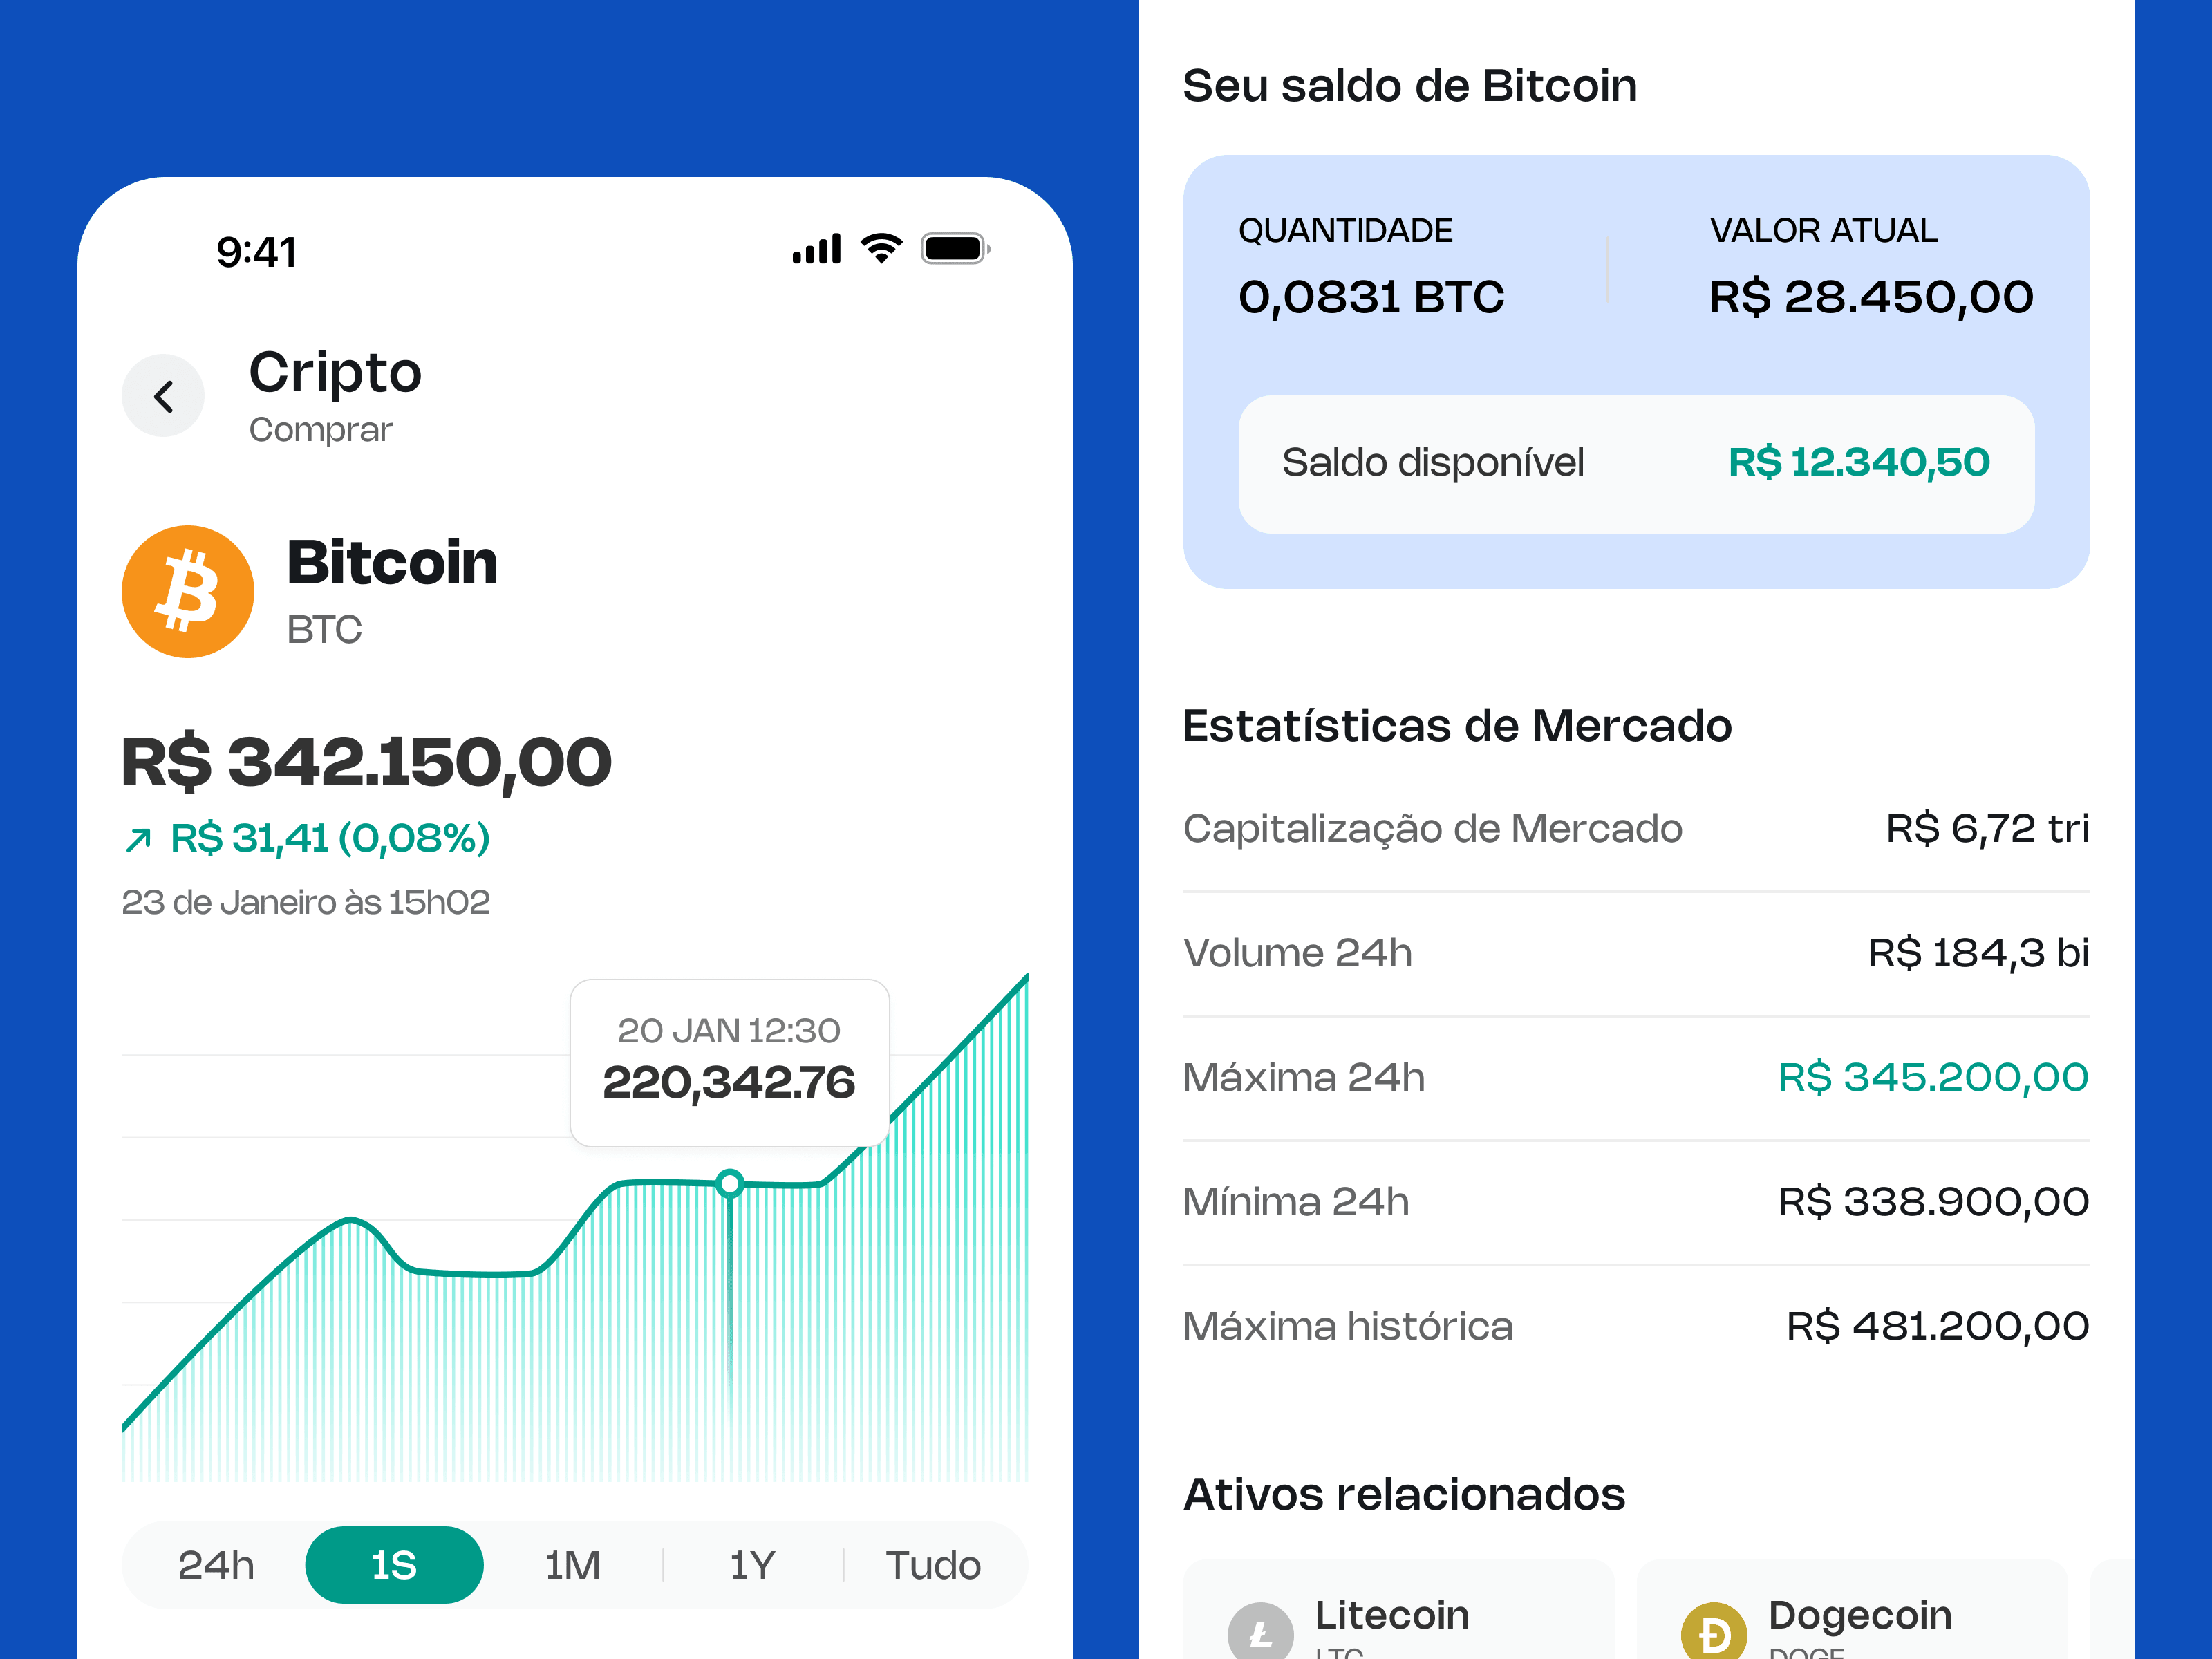 9:41
Cripto
Comprar
Bitcoin
BTC
R$ 342.150,00
R$ 31,41 (0,08%)
23 de Janeiro às 15h02
20 JAN 12:30
220,342.76
24h
1S
1M
1Y
Tudo
Seu saldo de Bitcoin
QUANTIDADE
VALOR ATUAL
0,0831 BTC
R$ 28.450,00
Saldo disponível
R$ 12.340,50
Estatísticas de Mercado
Capitalização de Mercado
R$ 6,72 tri
Volume 24h
R$ 184,3 bi
Máxima 24h
R$ 345.200,00
Mínima 24h
R$ 338.900,00
Máxima histórica
R$ 481.200,00
Ativos relacionados
Litecoin
LTC
Dogecoin
DOGE